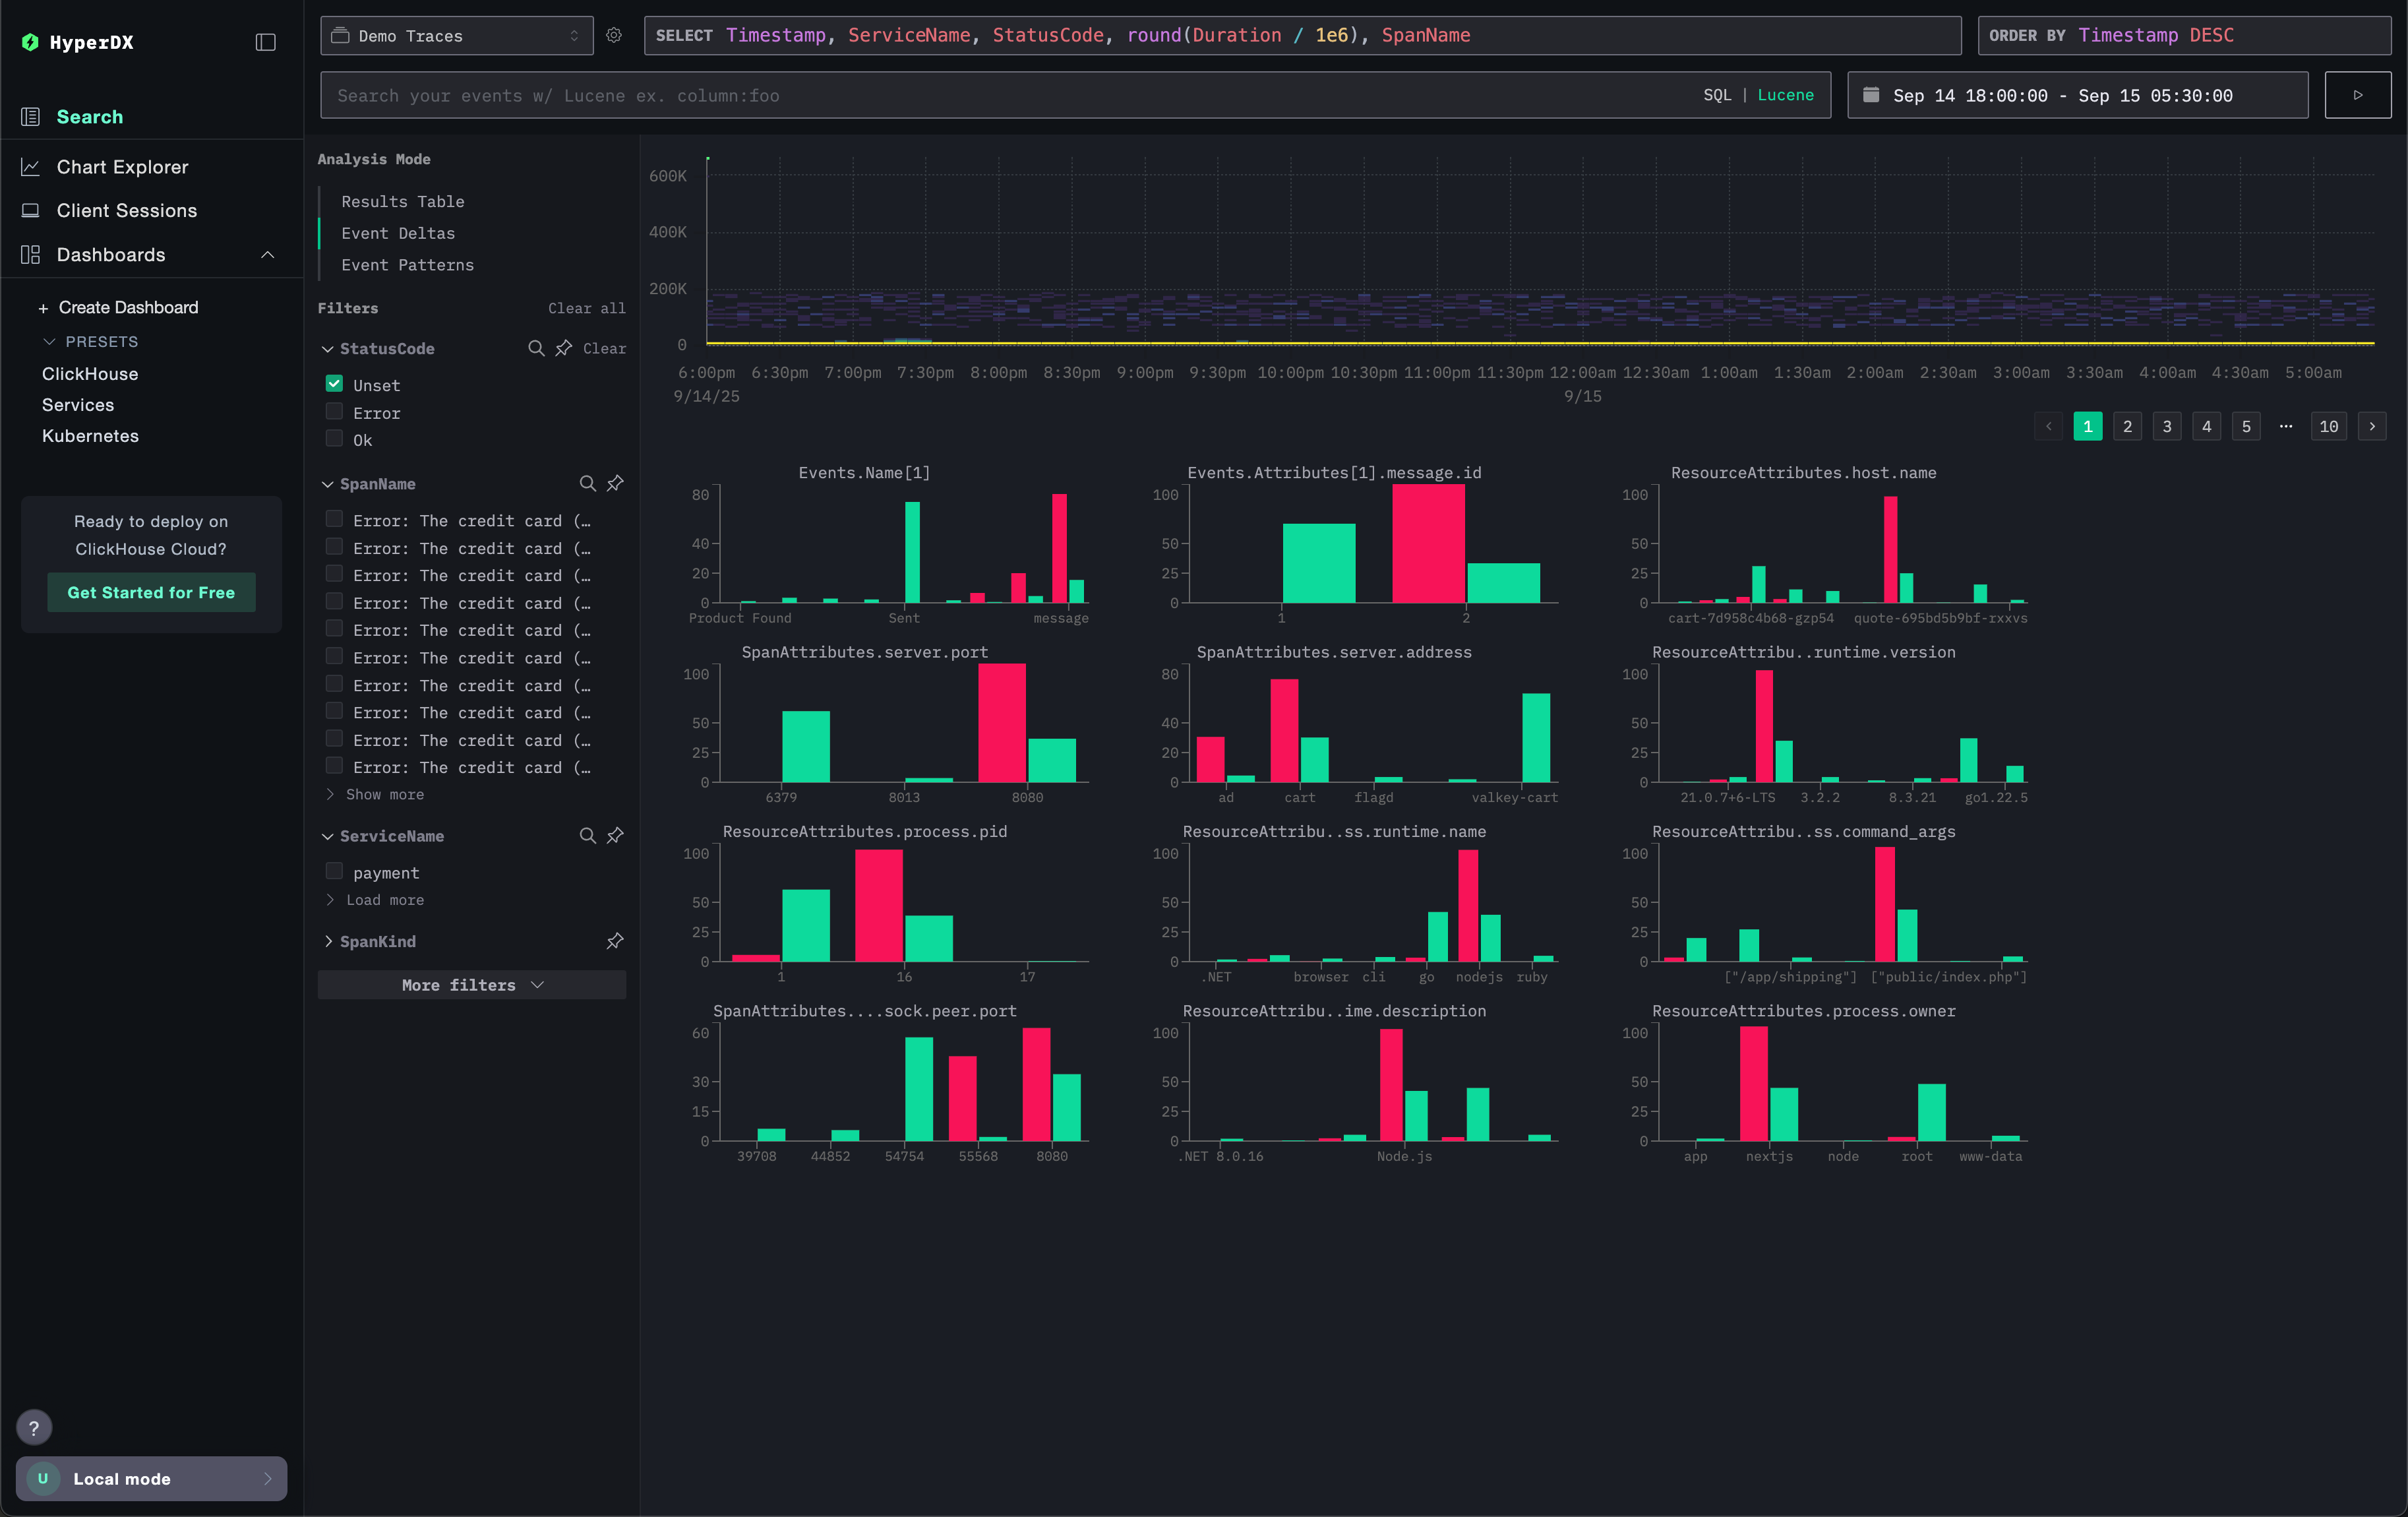 HyperDX
Search
Chart Explorer
Client Sessions
Dashboards
+ Create Dashboard
PRESETS
ClickHouse
Services
Kubernetes
Ready to deploy on
ClickHouse Cloud?
Get Started for Free
?
U Local mode
Demo Traces
SELECT Timestamp, ServiceName, StatusCode, round(Duration / 1e6), SpanName
ORDER BY Timestamp DESC
Search your events w/ Lucene ex. column:foo
SQL | Lucene
Sep 14 18:00:00 - Sep 15 05:30:00
Analysis Mode
Results Table
Event Deltas
Event Patterns
Filters Clear all
StatusCode Clear
Unset
Error
Ok
SpanName
Error: The credit card (…
Error: The credit card (…
Error: The credit card (…
Error: The credit card (…
Error: The credit card (…
Error: The credit card (…
Error: The credit card (…
Error: The credit card (…
Error: The credit card (…
Error: The credit card (…
Show more
ServiceName
payment
Load more
SpanKind
More filters
600K
400K
200K
0
6:00pm 6:30pm 7:00pm 7:30pm 8:00pm 8:30pm 9:00pm 9:30pm 10:00pm 10:30pm 11:00pm 11:30pm 12:00am 12:30am 1:00am 1:30am 2:00am 2:30am 3:00am 3:30am 4:00am 4:30am 5:00am
9/14/25 9/15
1 2 3 4 5 ··· 10
Events.Name[1]
80
40
20
0
Product Found Sent message
Events.Attributes[1].message.id
100
50
25
0
1 2
ResourceAttributes.host.name
100
50
25
0
cart-7d958c4b68-gzp54 quote-695bd5b9bf-rxxvs
SpanAttributes.server.port
100
50
25
0
6379 8013 8080
SpanAttributes.server.address
80
40
20
0
ad cart flagd valkey-cart
ResourceAttribu..runtime.version
100
50
25
0
21.0.7+6-LTS 3.2.2 8.3.21 go1.22.5
ResourceAttributes.process.pid
100
50
25
0
1 16 17
ResourceAttribu..ss.runtime.name
100
50
25
0
.NET browser cli go nodejs ruby
ResourceAttribu..ss.command_args
100
50
25
0
["/app/shipping"] ["public/index.php"]
SpanAttributes....sock.peer.port
60
30
15
0
39708 44852 54754 55568 8080
ResourceAttribu..ime.description
100
50
25
0
.NET 8.0.16 Node.js
ResourceAttributes.process.owner
100
50
25
0
app nextjs node root www-data